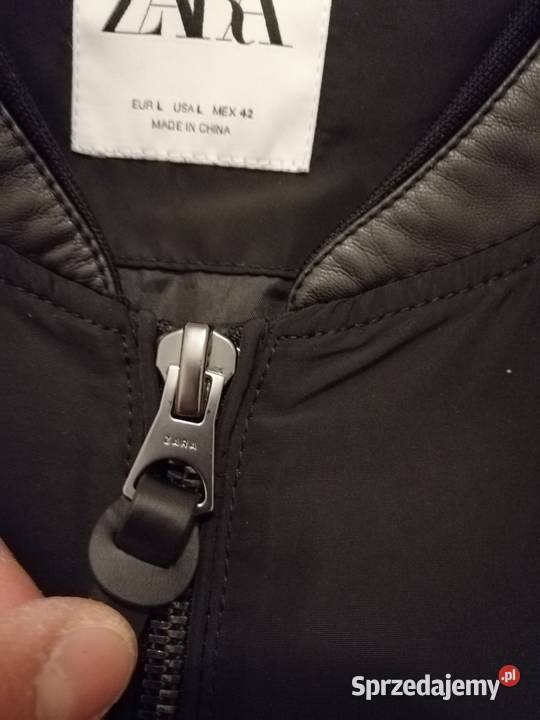 ZARA
EUR L USA L MEX 42
MADE IN CHINA
ZARA
Sprzedajemy.pl